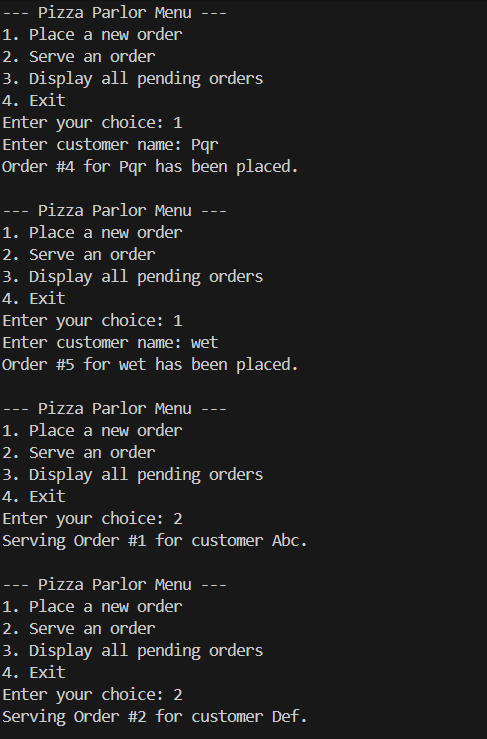 --- Pizza Parlor Menu ---
1. Place a new order
2. Serve an order
3. Display all pending orders
4. Exit
Enter your choice: 1
Enter customer name: Pqr
Order #4 for Pqr has been placed.
--- Pizza Parlor Menu ---
1. Place a new order
2. Serve an order
3. Display all pending orders
4. Exit
Enter your choice: 1
Enter customer name: wet
Order #5 for wet has been placed.
--- Pizza Parlor Menu ---
1. Place a new order
2. Serve an order
3. Display all pending orders
4. Exit
Enter your choice: 2
Serving Order #1 for customer Abc.
--- Pizza Parlor Menu ---
1. Place a new order
2. Serve an order
3. Display all pending orders
4. Exit
Enter your choice: 2
Serving Order #2 for customer Def.